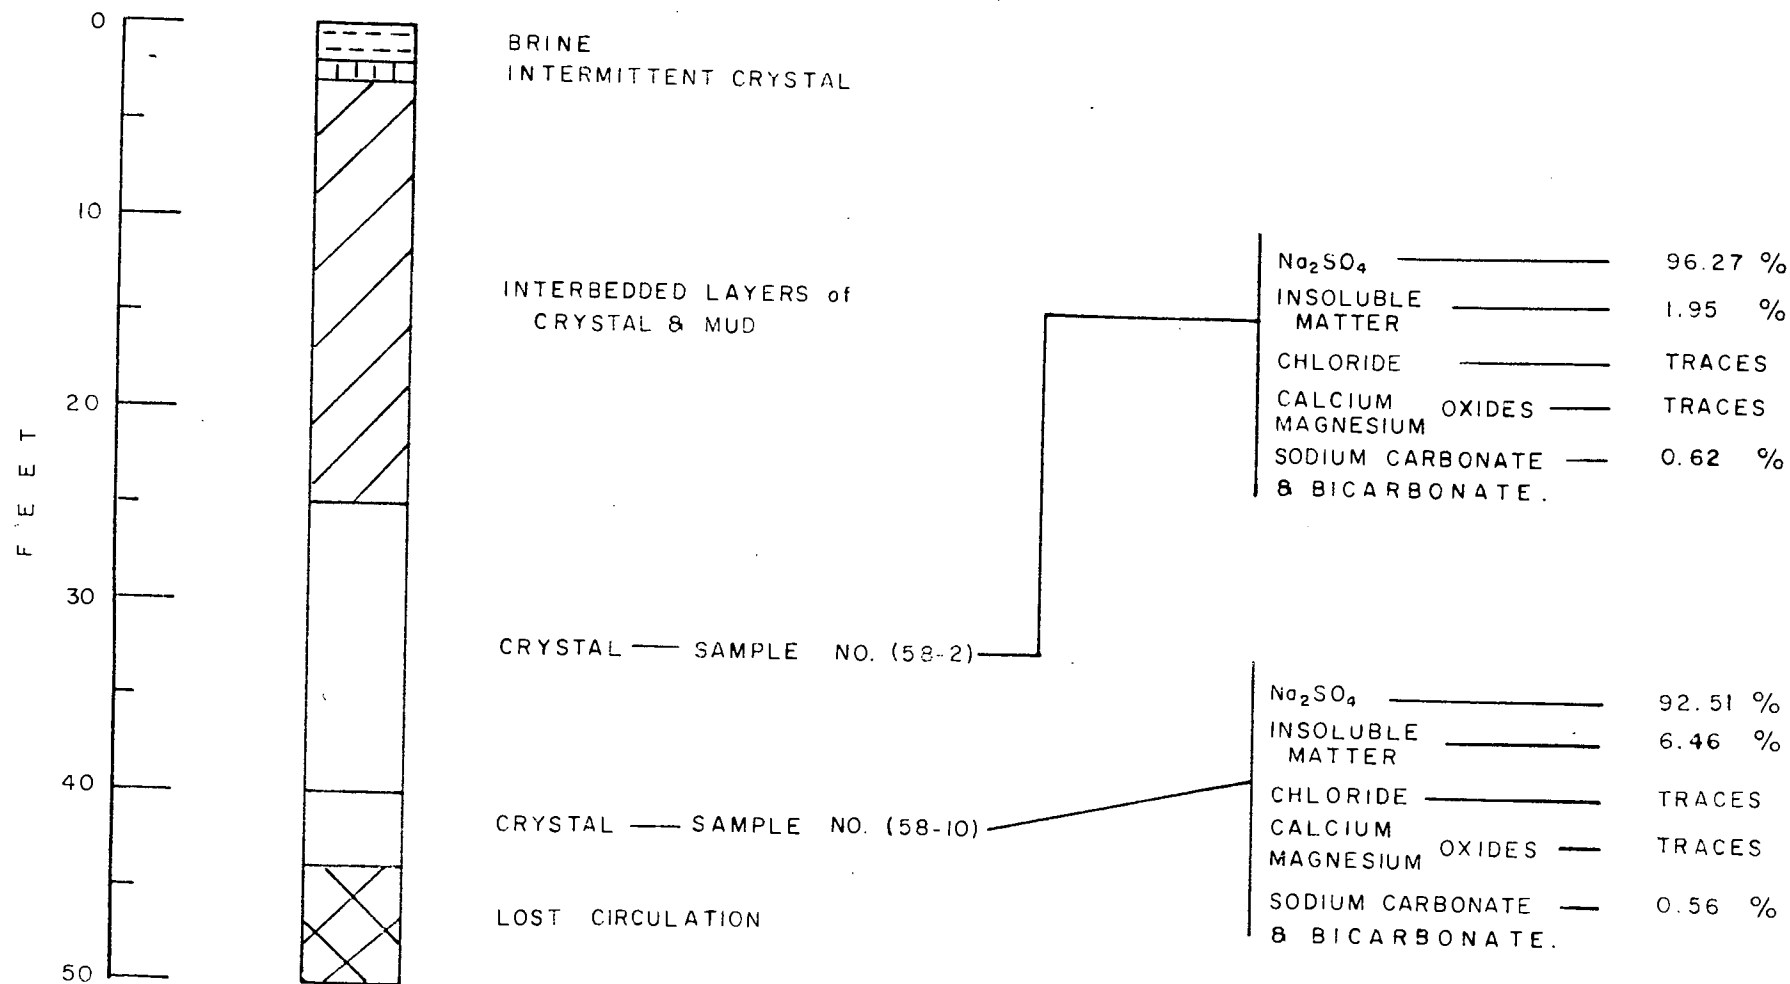 0
10
20
30
40
50
FEET
BRINE
INTERMITTENT CRYSTAL
INTERBEDDED LAYERS of
CRYSTAL & MUD
CRYSTAL — SAMPLE NO. (58-2)
CRYSTAL — SAMPLE NO. (58-10)
LOST CIRCULATION
Na₂SO₄ — 96.27 %
INSOLUBLE
MATTER — 1.95 %
CHLORIDE — TRACES
CALCIUM
MAGNESIUM OXIDES — TRACES
SODIUM CARBONATE — 0.62 %
& BICARBONATE.
Na₂SO₄ — 92.51 %
INSOLUBLE
MATTER — 6.46 %
CHLORIDE — TRACES
CALCIUM
MAGNESIUM OXIDES — TRACES
SODIUM CARBONATE — 0.56 %
& BICARBONATE.